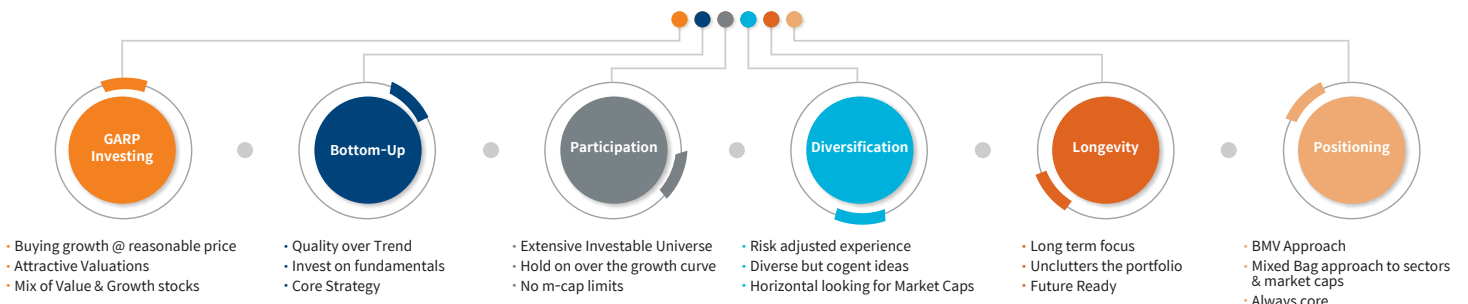 GARP
Investing
Bottom-Up
Participation
Diversification
Longevity
Positioning
• Buying growth @ reasonable price
• Attractive Valuations
• Mix of Value & Growth stocks
• Quality over Trend
• Invest on fundamentals
• Core Strategy
• Extensive Investable Universe
• Hold on over the growth curve
• No m-cap limits
• Risk adjusted experience
• Diverse but cogent ideas
• Horizontal looking for Market Caps
• Long term focus
• Unclutters the portfolio
• Future Ready
• BMV Approach
• Mixed Bag approach to sectors
& market caps
• Always core